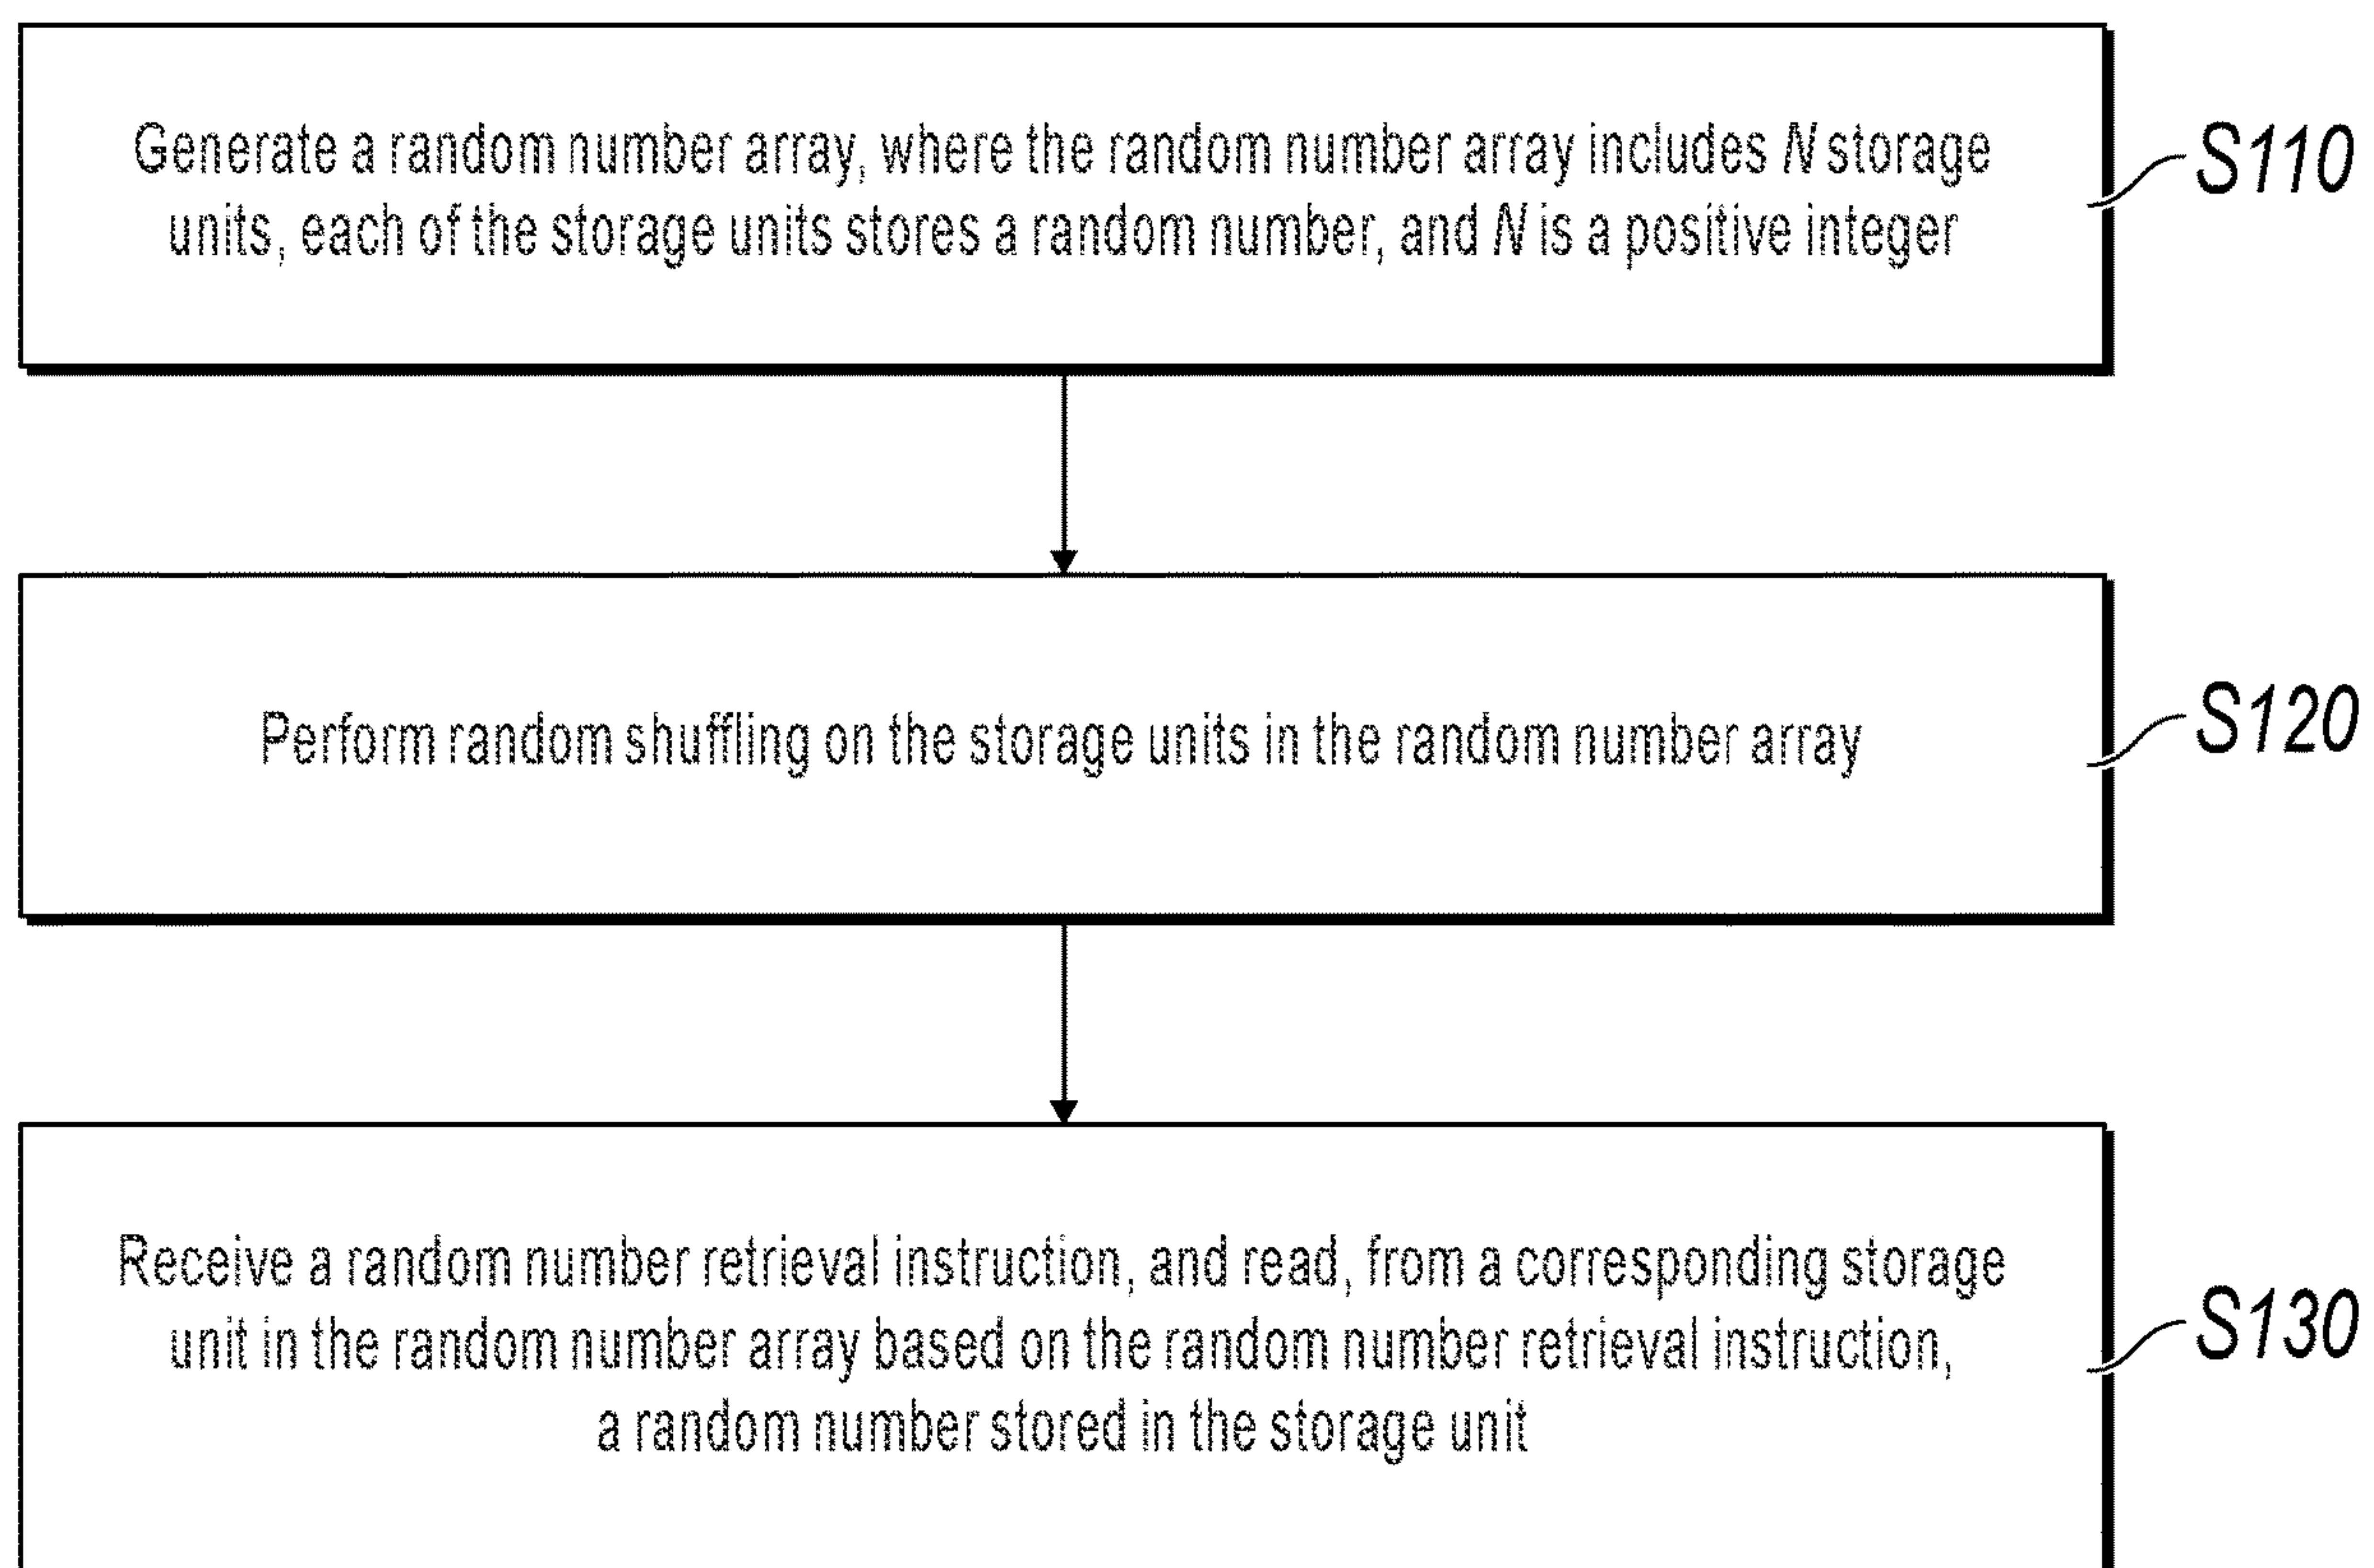 Generate a random number array, where the random number array includes N storage
units, each of the storage units stores a random number, and N is a positive integer
S110
Perform random shuffling on the storage units in the random number array
S120
Receive a random number retrieval instruction, and read, from a corresponding storage
unit in the random number array based on the random number retrieval instruction,
a random number stored in the storage unit
S130